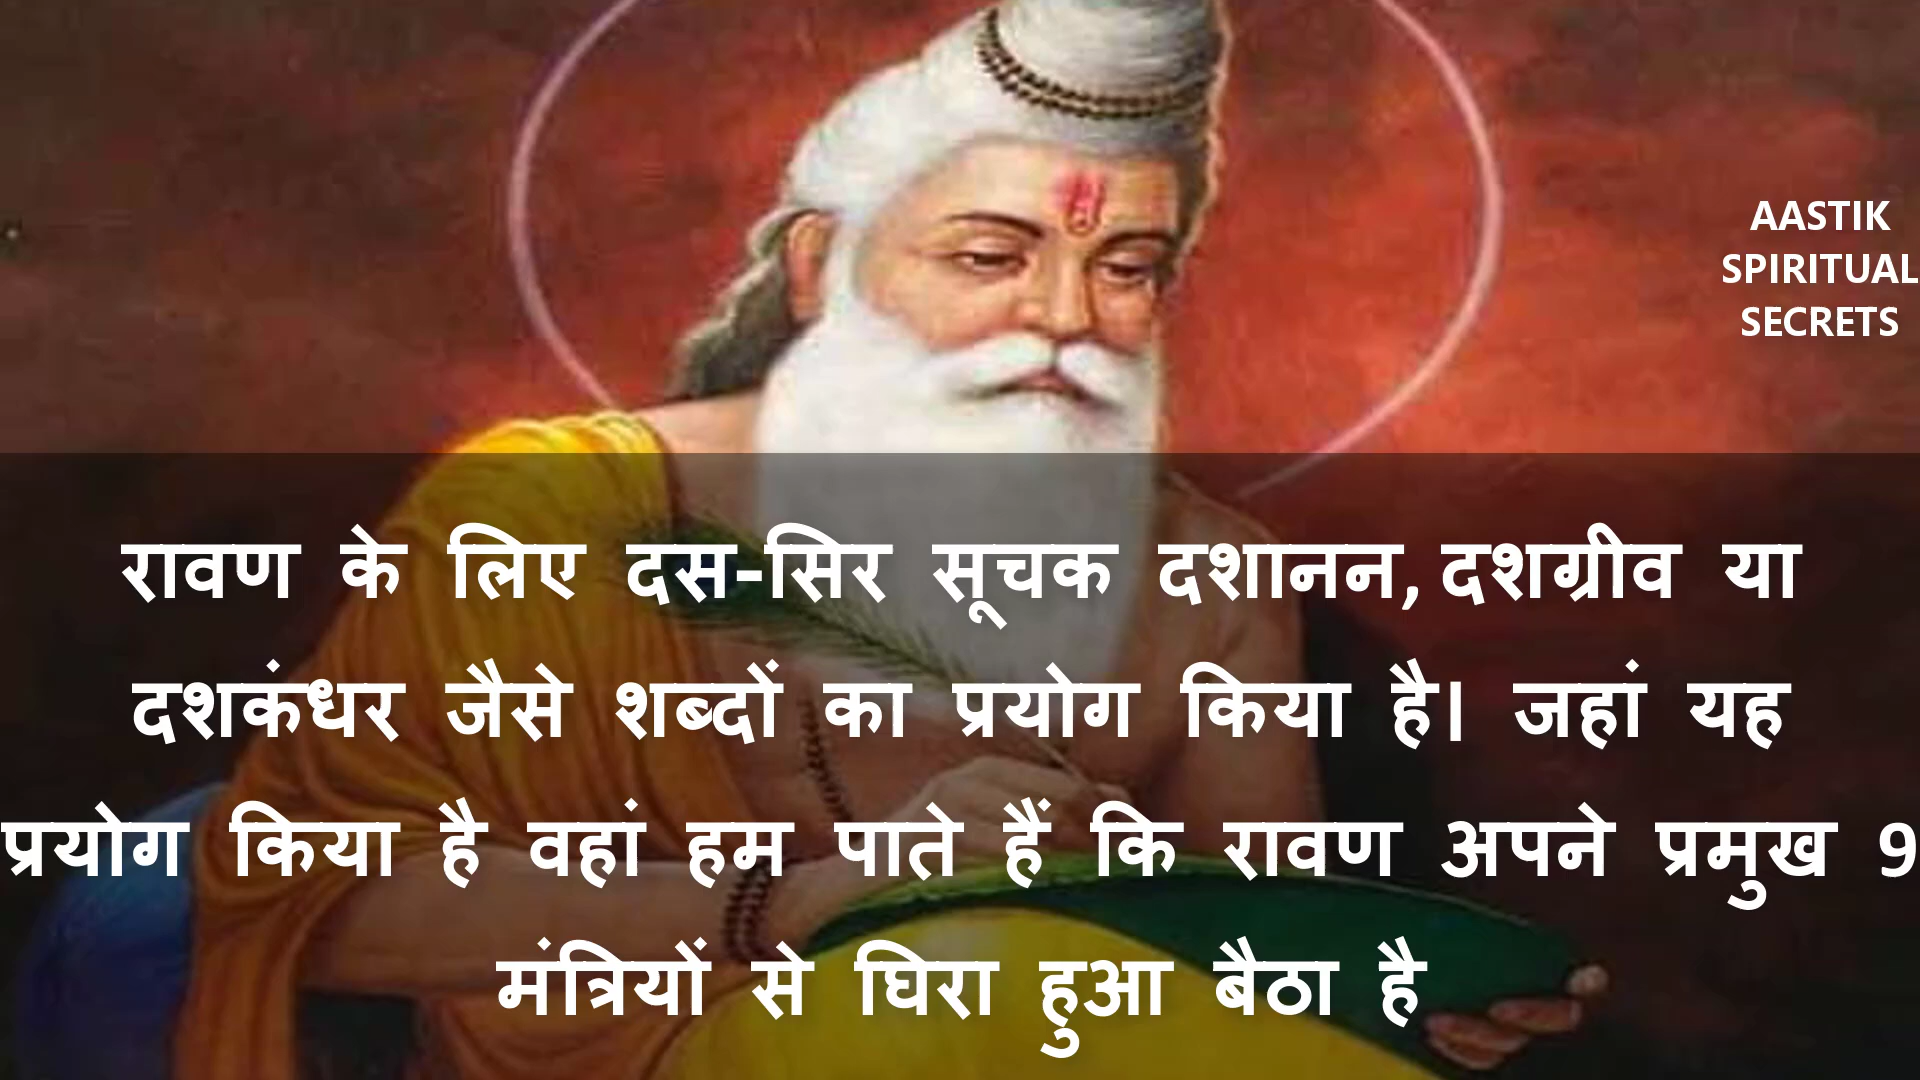 AASTIK
SPIRITUAL
SECRETS
रावण के लिए दस-सिर सूचक दशानन, दशग्रीव या
दशकंधर जैसे शब्दों का प्रयोग किया है। जहां यह
प्रयोग किया है वहां हम पाते हैं कि रावण अपने प्रमुख 9
मंत्रियों से घिरा हुआ बैठा है